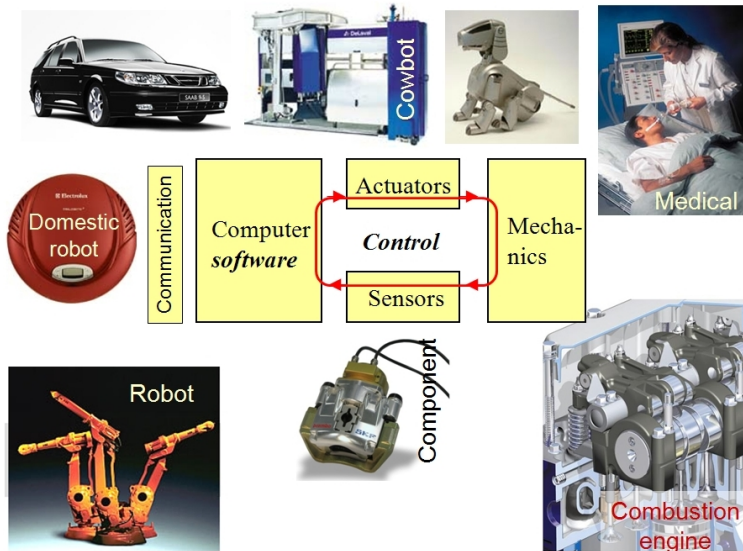 SAAB
DeLaval
Cowbot
Medical
Electrolux
Domestic
robot
Communication
Computer
software
Actuators
Control
Sensors
Mecha-
nics
Robot
Component
Combustion
engine